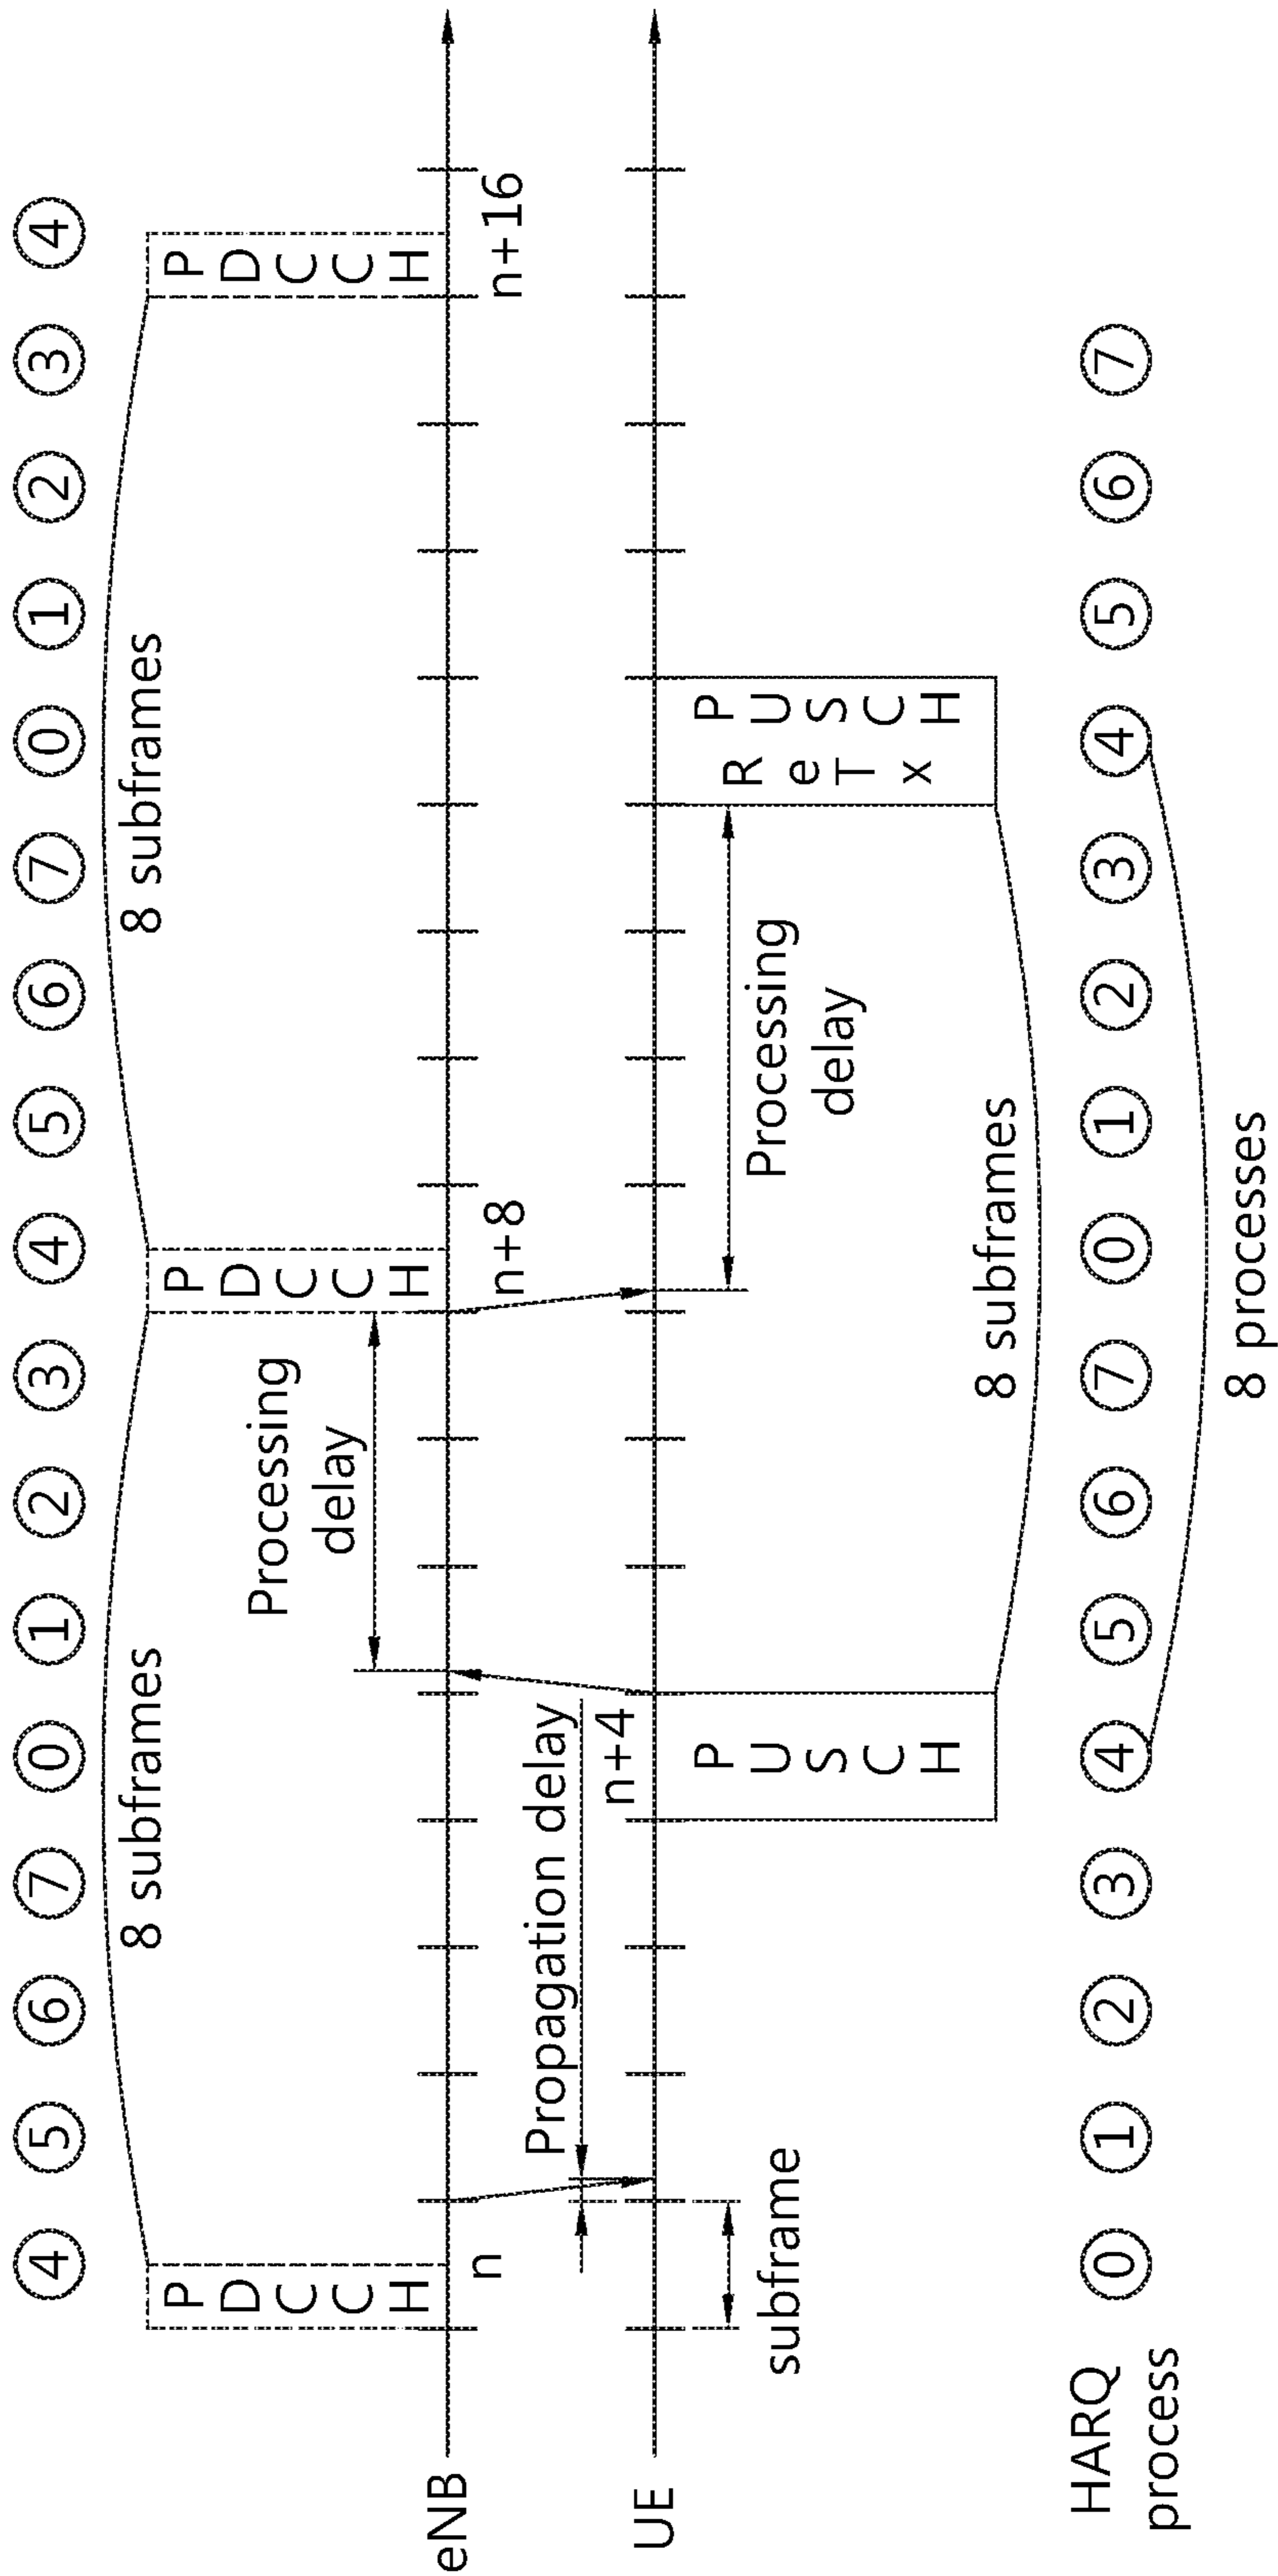 4 5 6 7 0 1 2 3 4 5 6 7 0 1 2 3 4
8 subframes
8 subframes
PDCCH
PDCCH
PDCCH
Processing
delay
eNB
n
n+8
n+16
Propagation delay
n+4
UE
subframe
PUSCH
Processing
delay
ReTx
PUSCH
8 subframes
HARQ
process
0 1 2 3 4 5 6 7 0 1 2 3 4 5 6 7
8 processes